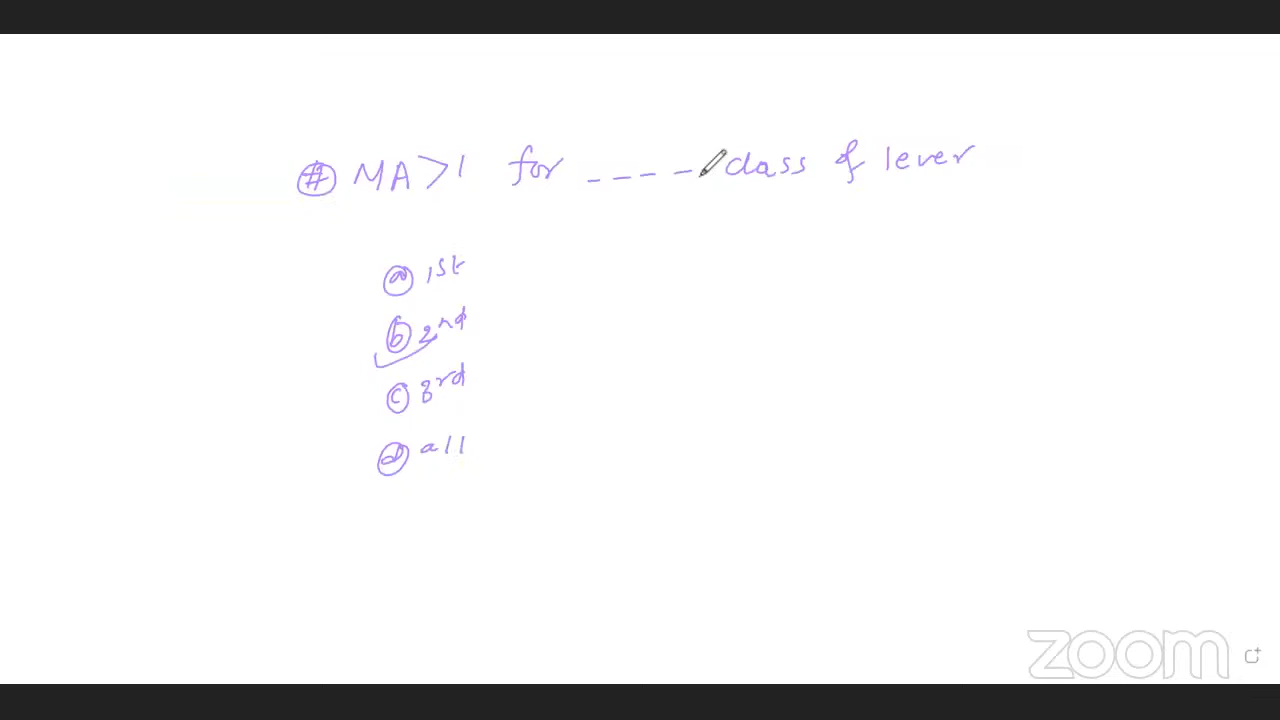 # MA>1 for ----- class of lever
a 1st
b 2nd
c 3rd
d all
zoom